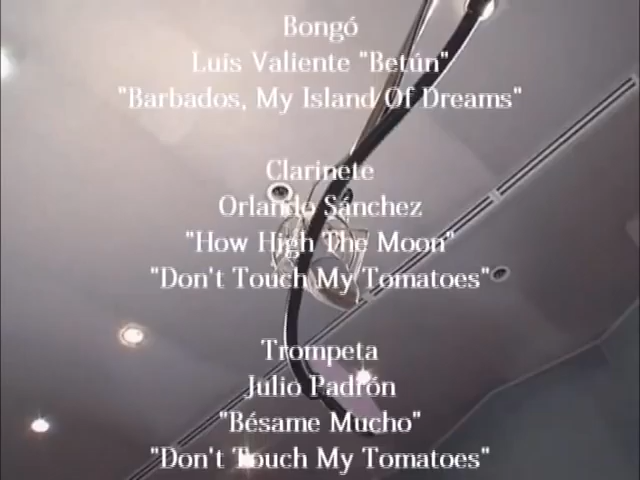 Bongó
Luís Valiente "Betún"
"Barbados, My Island Of Dreams"
Clarinete
Orlando Sánchez
"How High The Moon"
"Don't Touch My Tomatoes"
Trompeta
Julio Padrón
"Bésame Mucho"
"Don't Touch My Tomatoes"